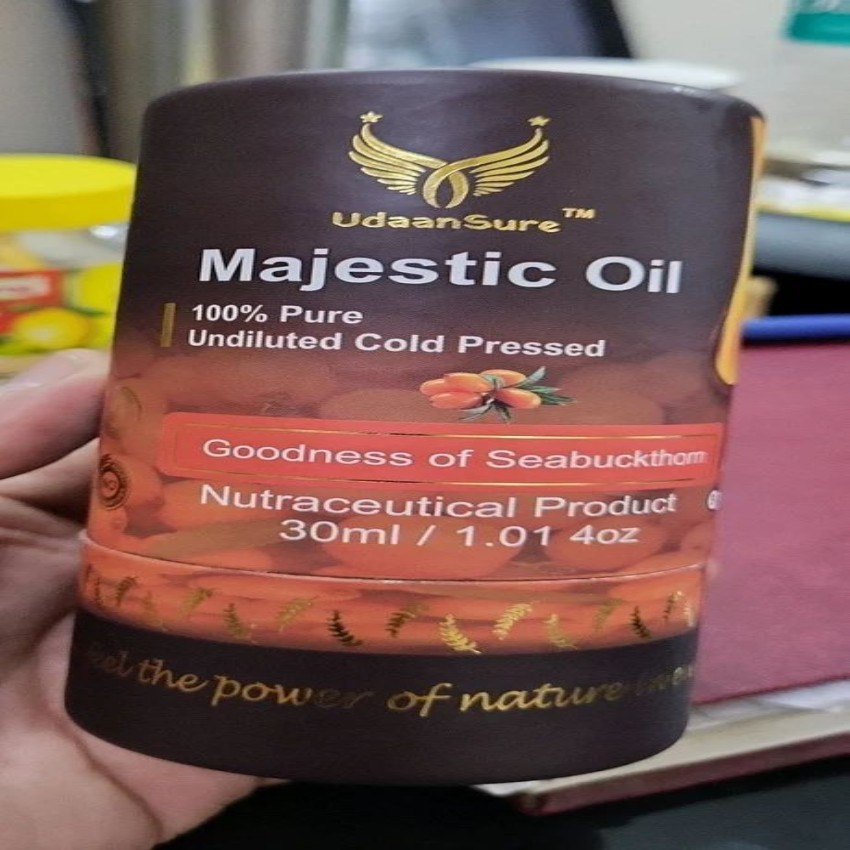 UdaanSure™
Majestic Oil
100% Pure
Undiluted Cold Pressed
Goodness of Seabuckthorn
Nutraceutical Product
30ml / 1.01 4oz
the power of nature